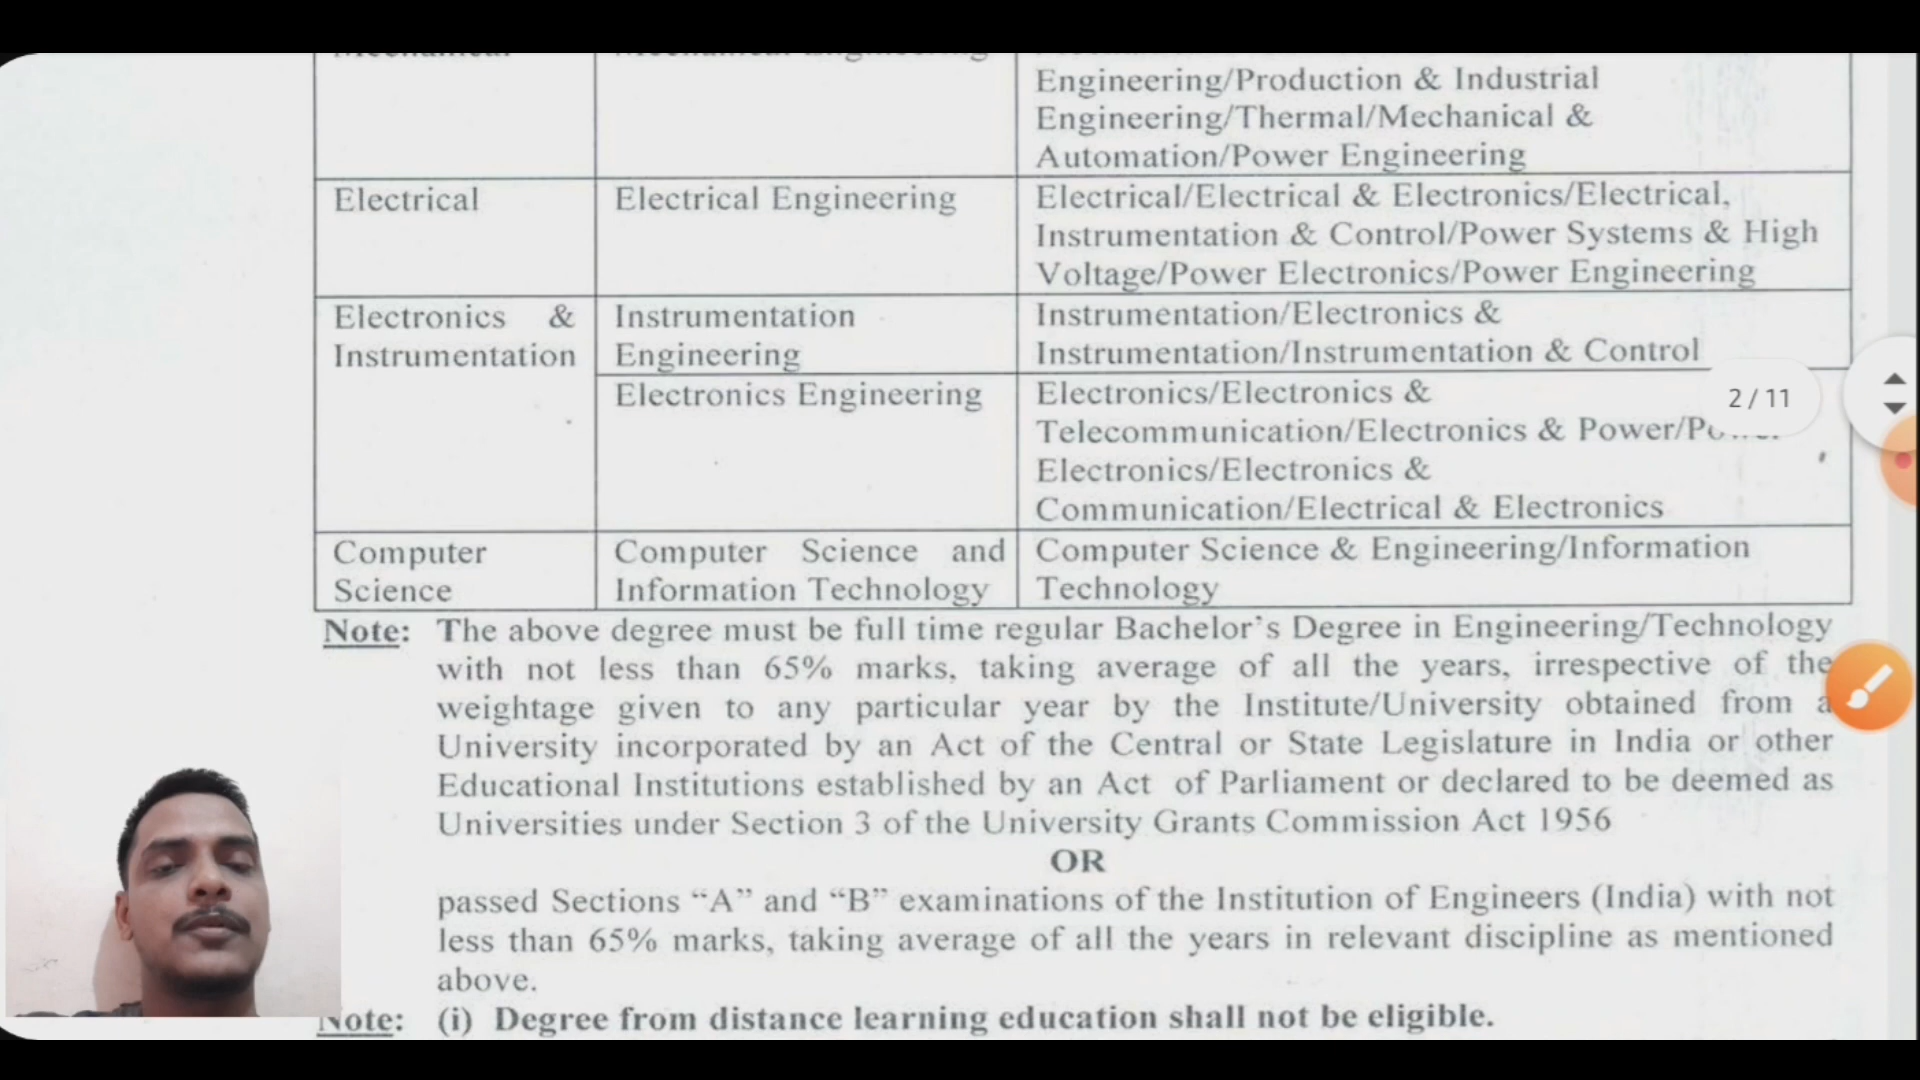 Engineering/Production & Industrial
Engineering/Thermal/Mechanical &
Automation/Power Engineering
Electrical
Electrical Engineering
Electrical/Electrical & Electronics/Electrical,
Instrumentation & Control/Power Systems & High
Voltage/Power Electronics/Power Engineering
Electronics &
Instrumentation
Instrumentation
Engineering
Instrumentation/Electronics &
Instrumentation/Instrumentation & Control
Electronics Engineering
Electronics/Electronics &
Telecommunication/Electronics & Power/
Electronics/Electronics &
Communication/Electrical & Electronics
2 / 11
Computer
Science
Computer Science and
Information Technology
Computer Science & Engineering/Information
Technology
Note: The above degree must be full time regular Bachelor's Degree in Engineering/Technology
with not less than 65% marks, taking average of all the years, irrespective of the
weightage given to any particular year by the Institute/University obtained from a
University incorporated by an Act of the Central or State Legislature in India or other
Educational Institutions established by an Act of Parliament or declared to be deemed as
Universities under Section 3 of the University Grants Commission Act 1956
OR
passed Sections “A” and “B” examinations of the Institution of Engineers (India) with not
less than 65% marks, taking average of all the years in relevant discipline as mentioned
above.
Note: (i) Degree from distance learning education shall not be eligible.